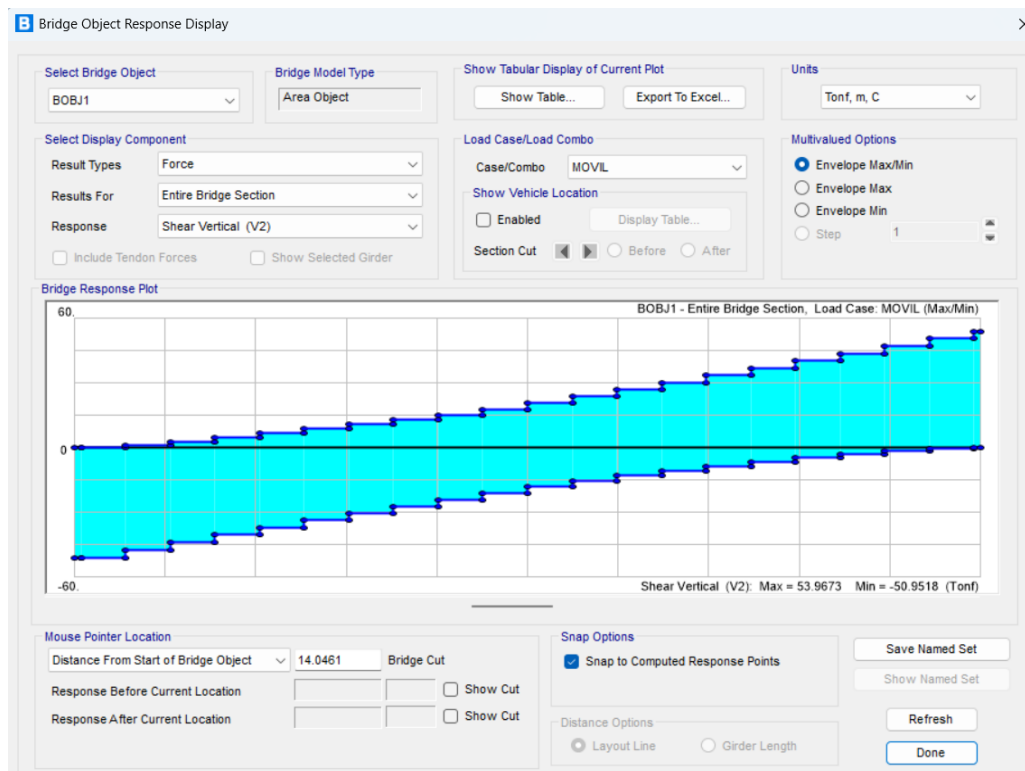 B Bridge Object Response Display
Select Bridge Object
BOBJ1
Bridge Model Type
Area Object
Show Tabular Display of Current Plot
Show Table...
Export To Excel...
Units
Tonf, m, C
Select Display Component
Result Types
Force
Results For
Entire Bridge Section
Response
Shear Vertical (V2)
Include Tendon Forces
Show Selected Girder
Load Case/Load Combo
Case/Combo
MOVIL
Show Vehicle Location
Enabled
Display Table...
Section Cut
Before
After
Multivalued Options
Envelope Max/Min
Envelope Max
Envelope Min
Step
1
Bridge Response Plot
60.
BOBJ1 - Entire Bridge Section, Load Case: MOVIL (Max/Min)
0
-60.
Shear Vertical (V2): Max = 53.9673 Min = -50.9518 (Tonf)
Mouse Pointer Location
Distance From Start of Bridge Object
14.0461
Bridge Cut
Response Before Current Location
Show Cut
Response After Current Location
Show Cut
Snap Options
Snap to Computed Response Points
Distance Options
Layout Line
Girder Length
Save Named Set
Show Named Set
Refresh
Done